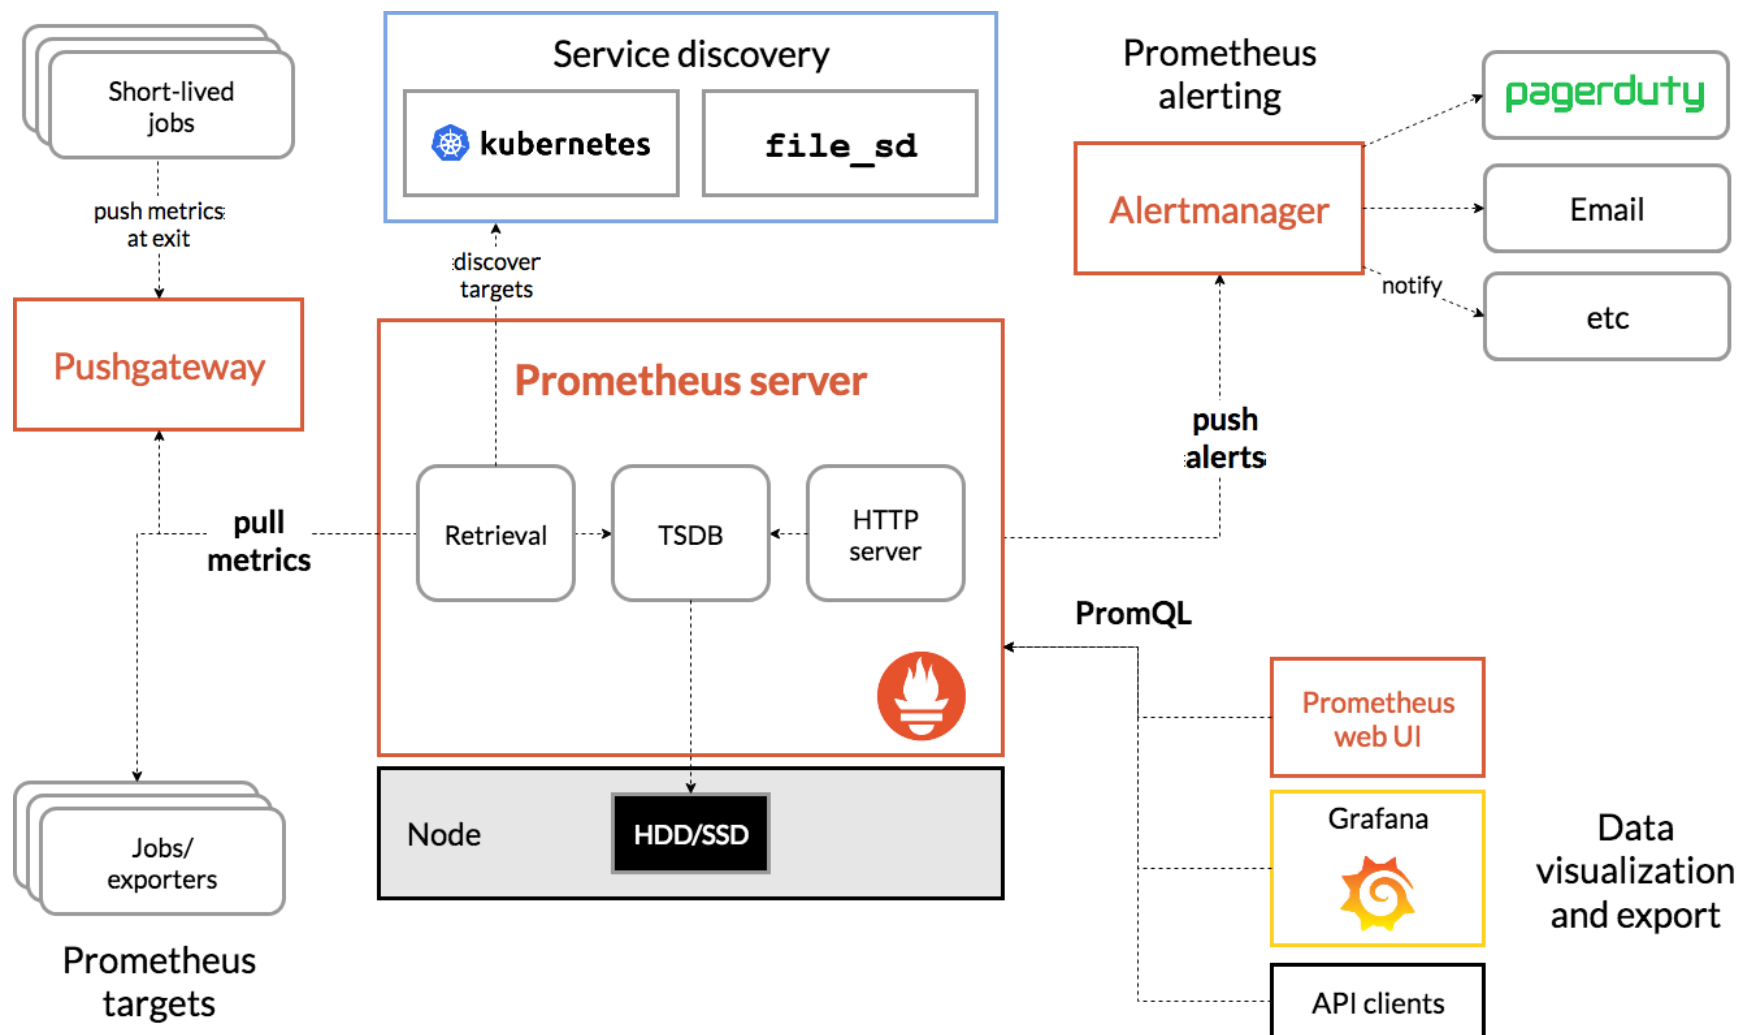 Short-lived
jobs
push metrics
at exit
Pushgateway
pull
metrics
Jobs/
exporters
Prometheus
targets
Service discovery
kubernetes
file_sd
discover
targets
Prometheus server
Retrieval
TSDB
HTTP
server
Node
HDD/SSD
Prometheus
alerting
Alertmanager
pagerduty
Email
notify
etc
push
alerts
PromQL
Prometheus
web UI
Grafana
API clients
Data
visualization
and export